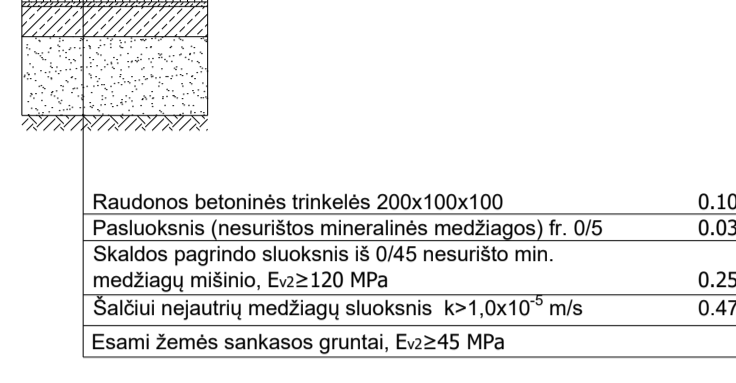 Raudonos betoninės trinkelės 200x100x100 0.10
Pasluoksnis (nesurištos mineralinės medžiagos) fr. 0/5 0.03
Skaldos pagrindo sluoksnis iš 0/45 nesurišto min.
medžiagų mišinio, Ev2≥120 MPa 0.25
Šalčiui nejautrių medžiagų sluoksnis k>1,0x10⁻⁵ m/s 0.47
Esami žemės sankasos gruntai, Ev2≥45 MPa